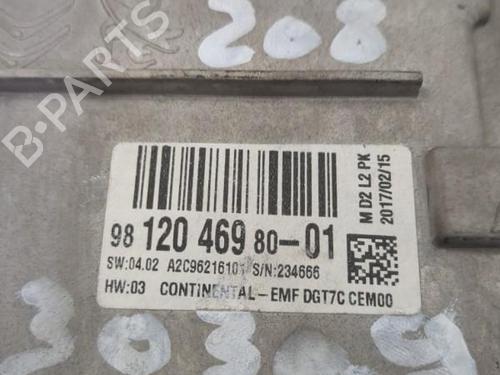 208
B-PARTS
M D2 L2 PK -
2017/02/15
98 120 469 80-01
SW:04.02 A2C96216101 S/N:234666
HW:03 CONTINENTAL-EMF DGT7C CEM00